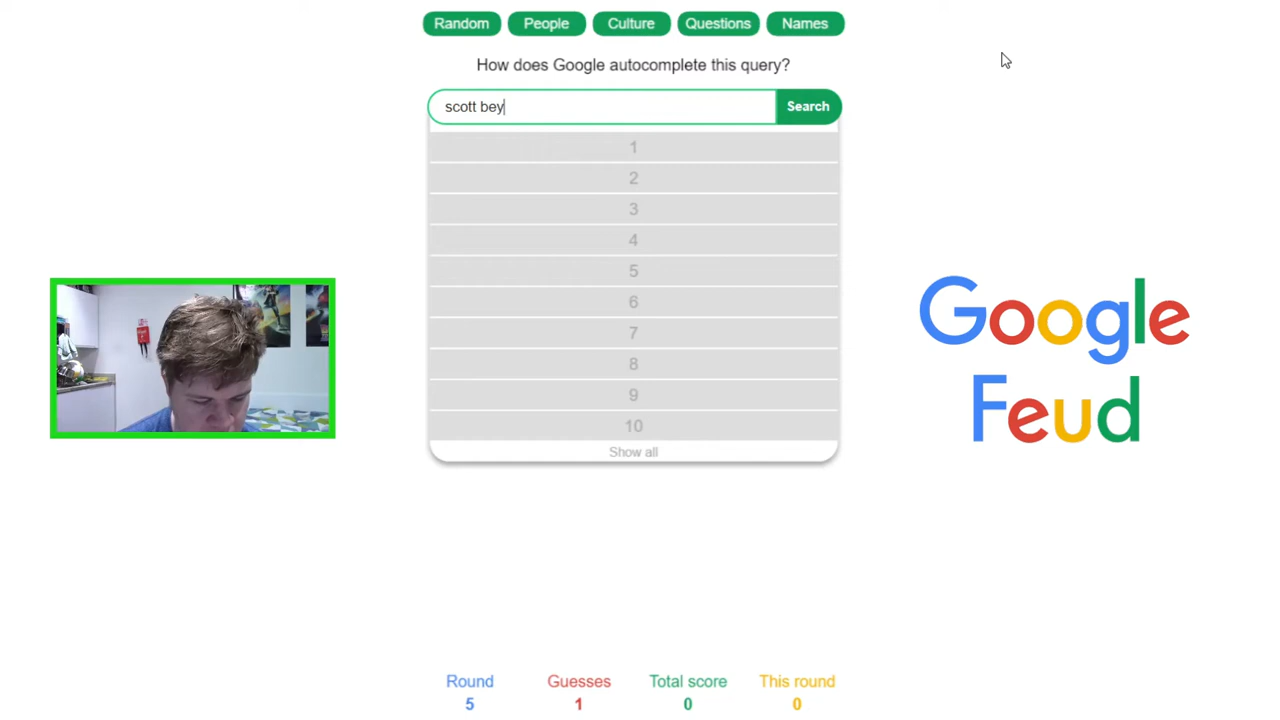 Random People Culture Questions Names
How does Google autocomplete this query?
scott bey Search
1
2
3
4
5
6
7
8
9
10
Show all
Google
Feud
Round Guesses Total score This round
5 1 0 0